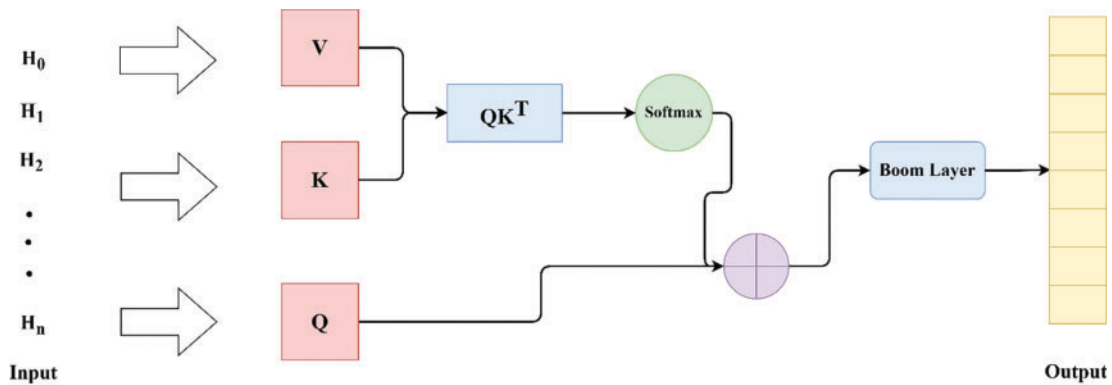 H₀
H₁
H₂
Hₙ
Input
V
K
Q
QKᵀ
Softmax
Boom Layer
Output